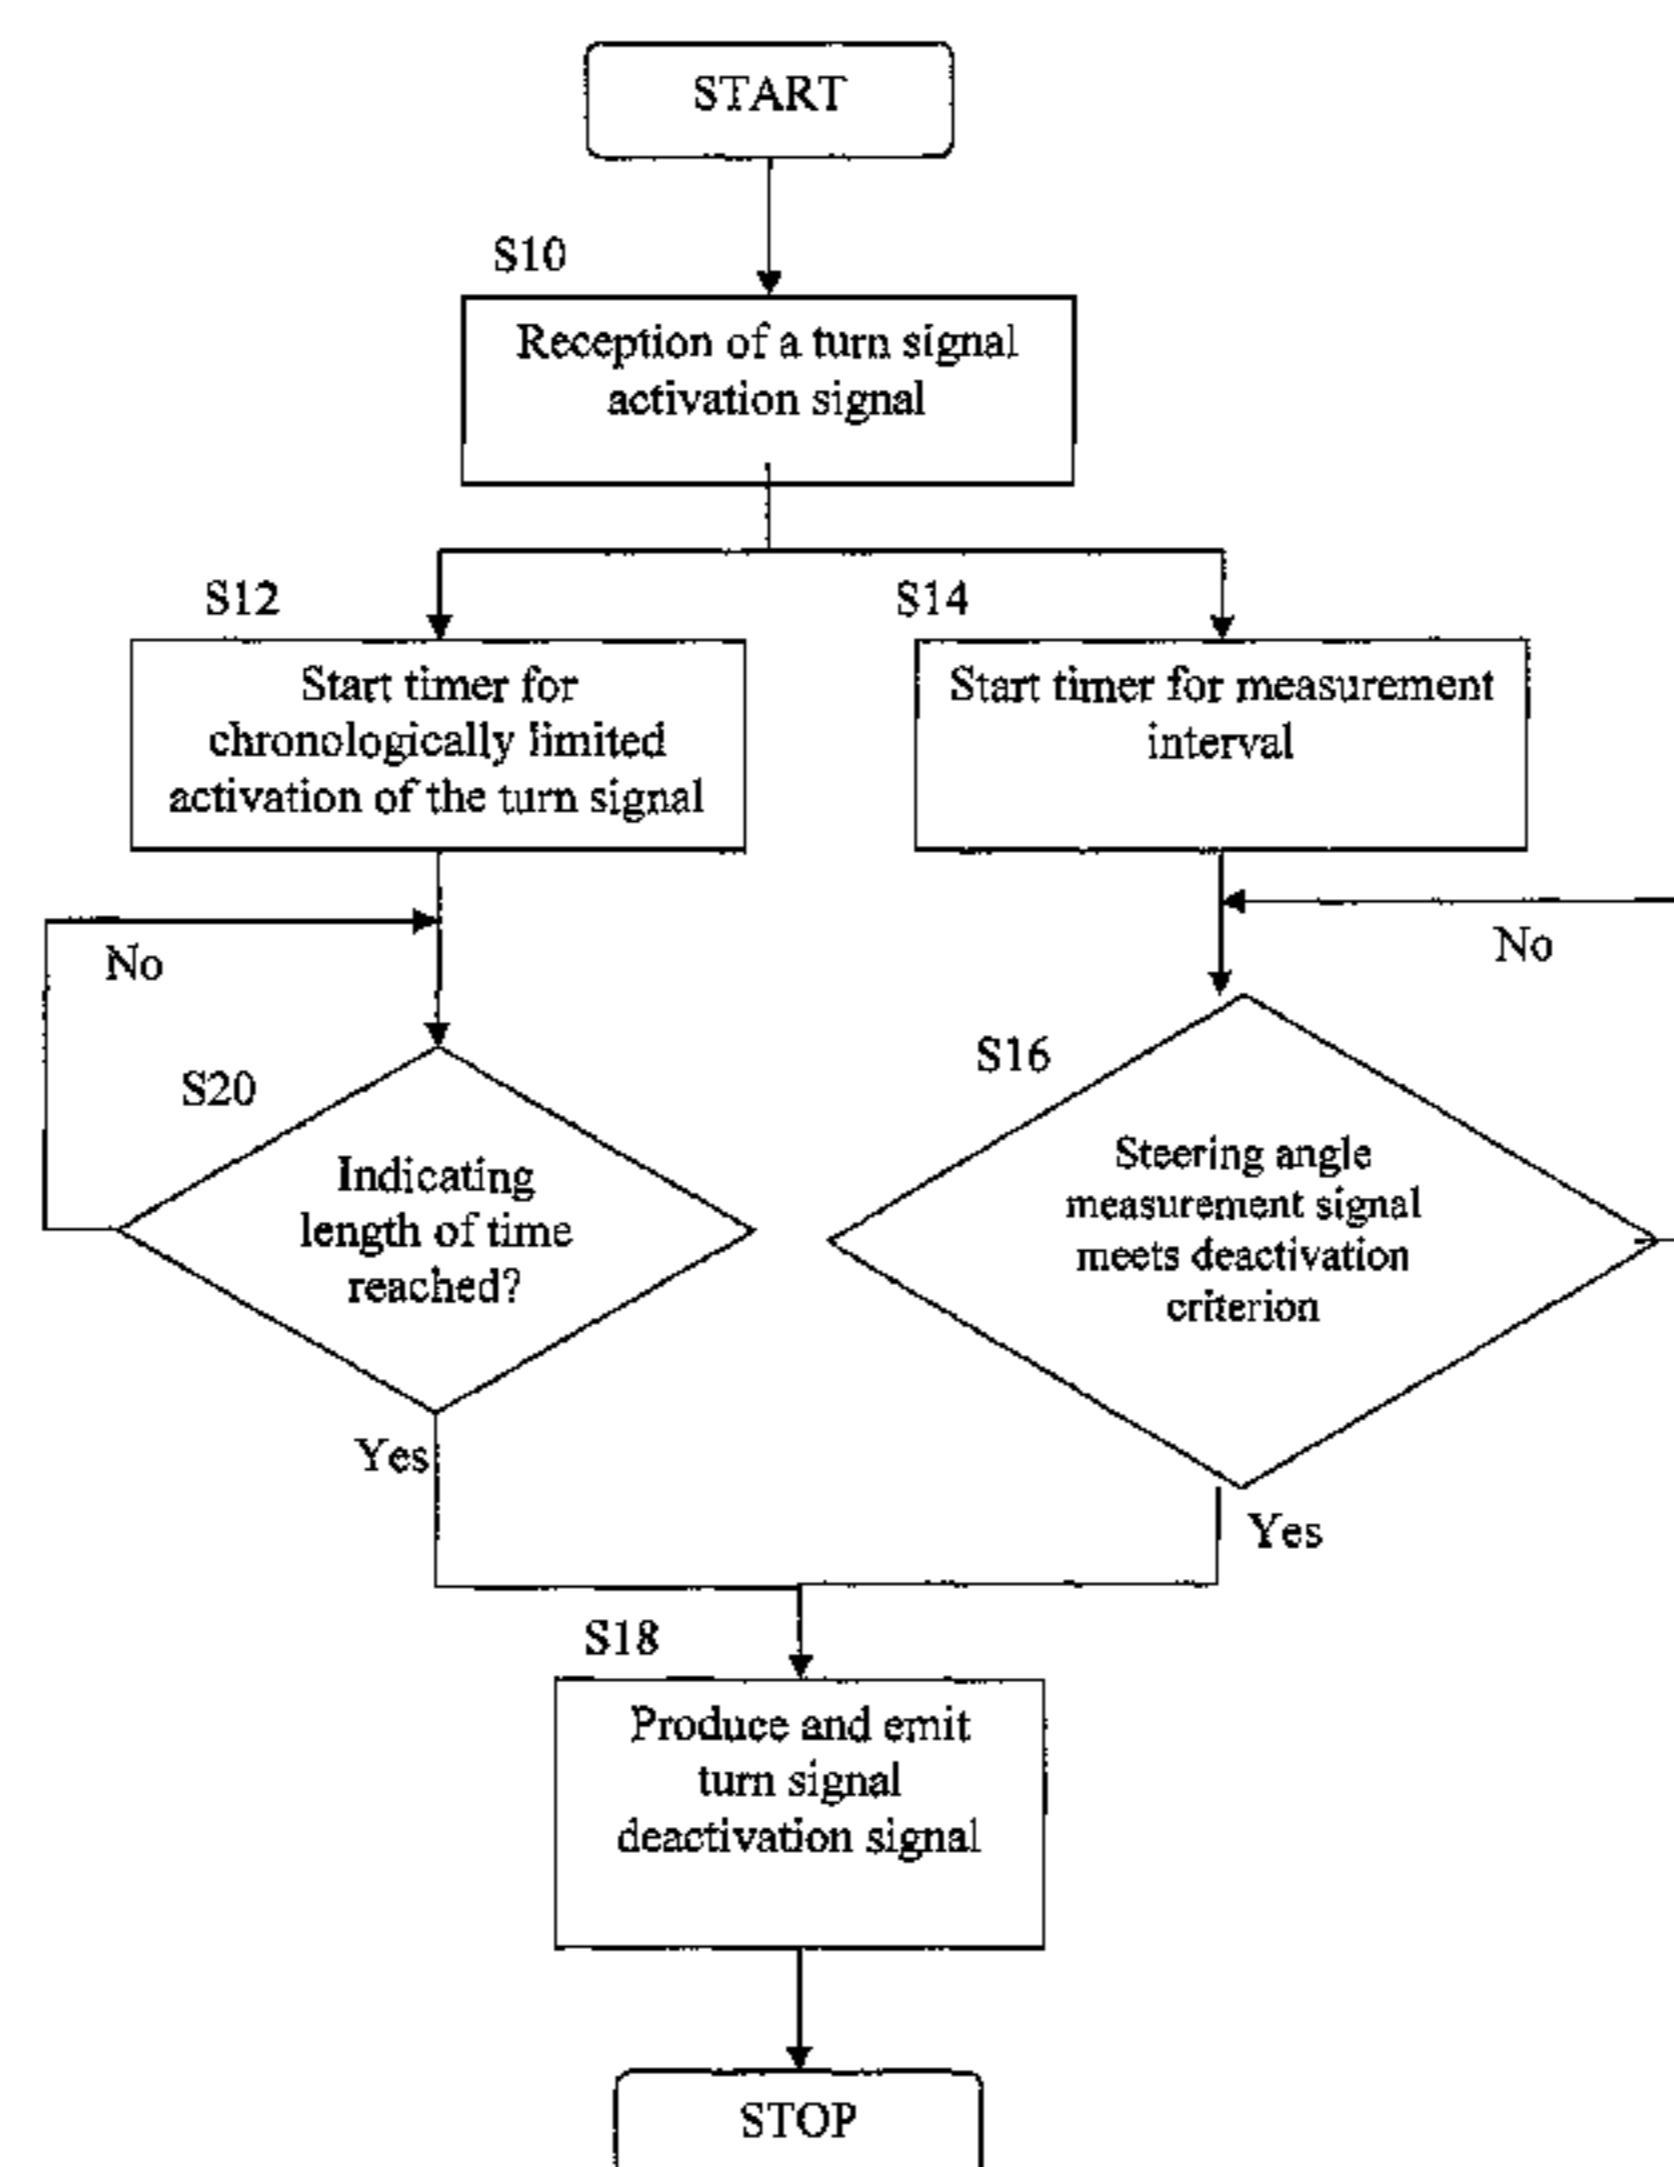 START
S10
Reception of a turn signal
activation signal
S12
Start timer for
chronologically limited
activation of the turn signal
S14
Start timer for measurement
interval
No
No
S20
Indicating
length of time
reached?
S16
Steering angle
measurement signal
meets deactivation
criterion
Yes
Yes
S18
Produce and emit
turn signal
deactivation signal
STOP